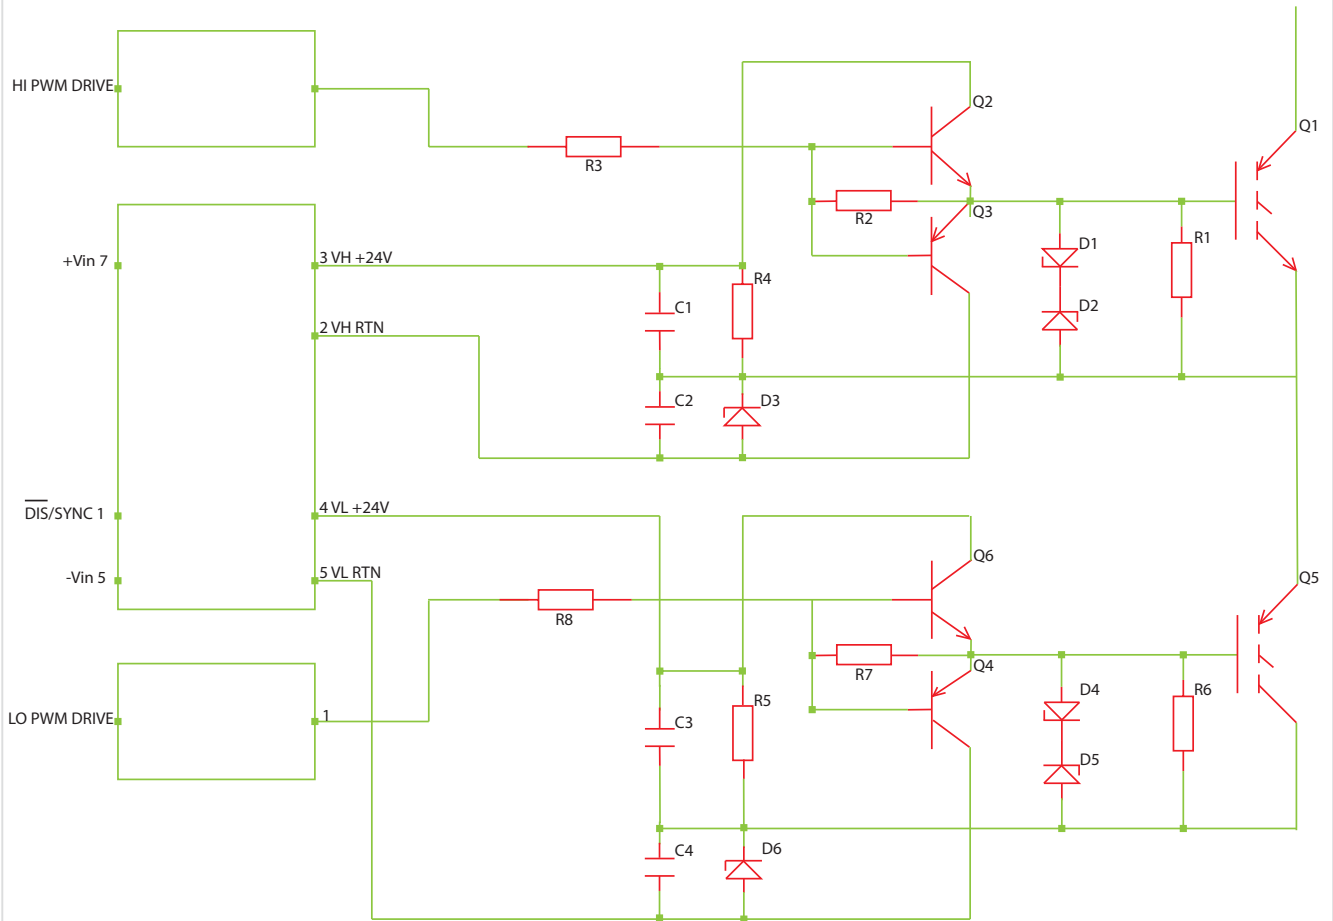 HI PWM DRIVE
Q2
Q1
R3
R2
Q3
R1
D1
+Vin 7
3 VH +24V
R4
C1
D2
2 VH RTN
C2
D3
DIS/SYNC 1
4 VL +24V
Q6
-Vin 5
5 VL RTN
Q5
R8
R7
Q4
LO PWM DRIVE
1
R5
D4
R6
C3
D5
C4
D6